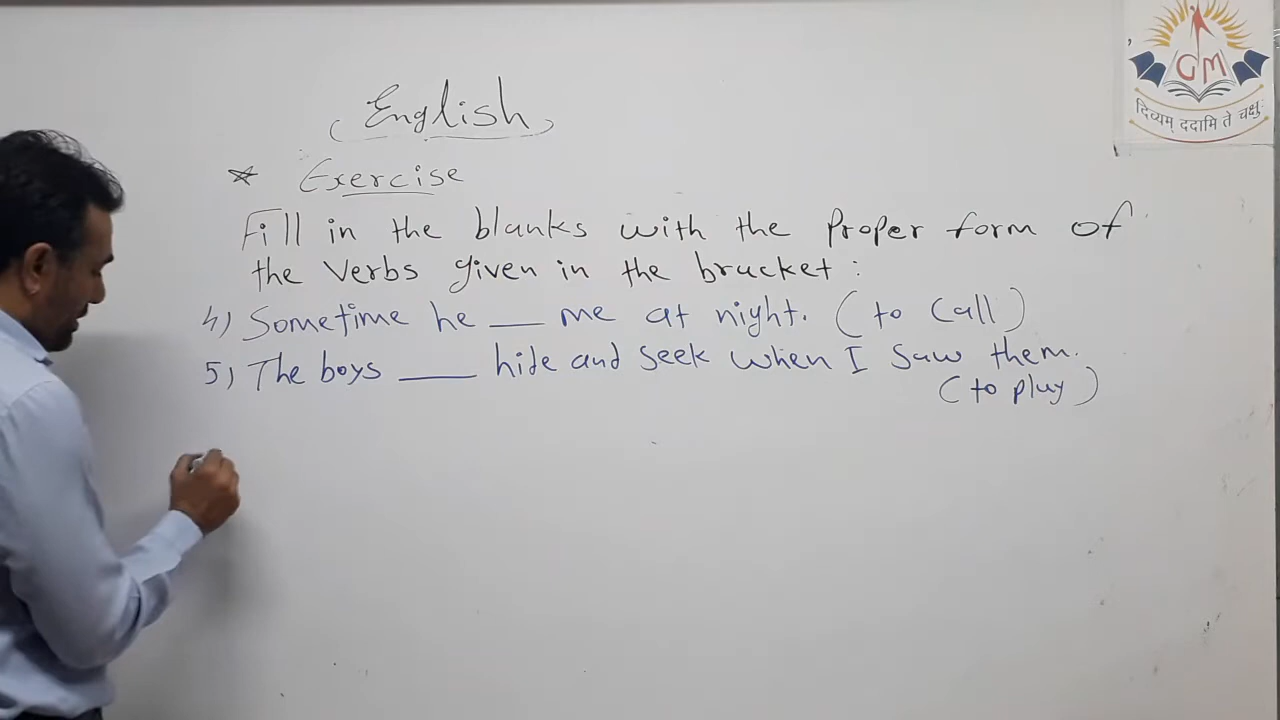 ( English )
* Exercise
Fill in the blanks with the Proper form of
the Verbs given in the bracket :
4) Sometime he __ me at night. (to Call)
5) The boys ___ hide and seek when I saw them.
(to play)
GM
दिव्यम् ददामि ते चक्षुः